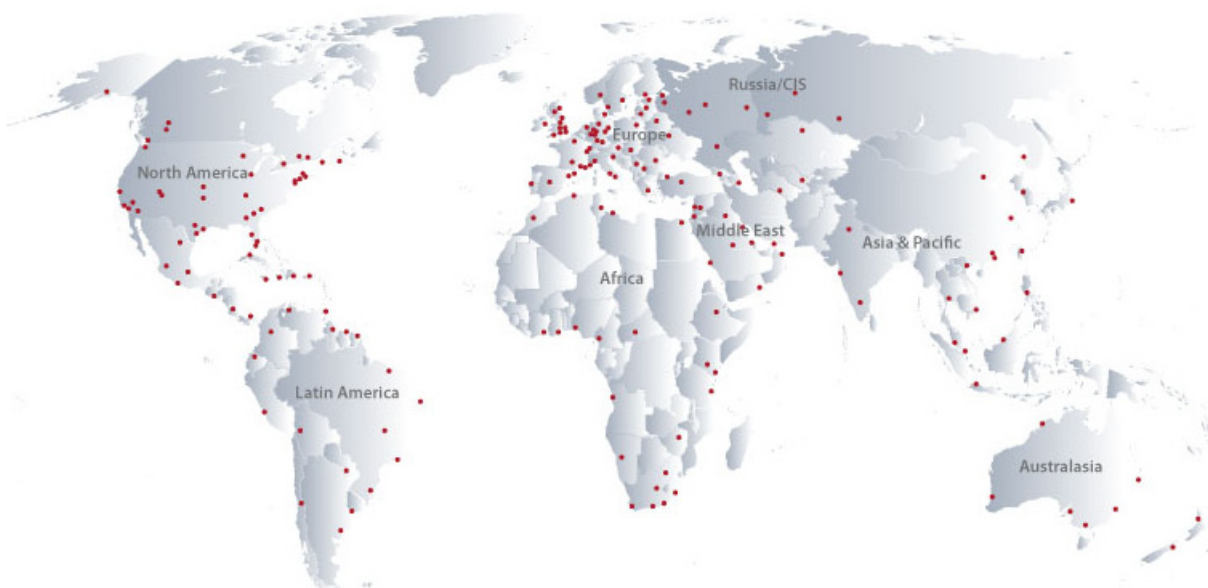 Russia/CIS
Europe
North America
Middle East
Asia & Pacific
Africa
Latin America
Australasia